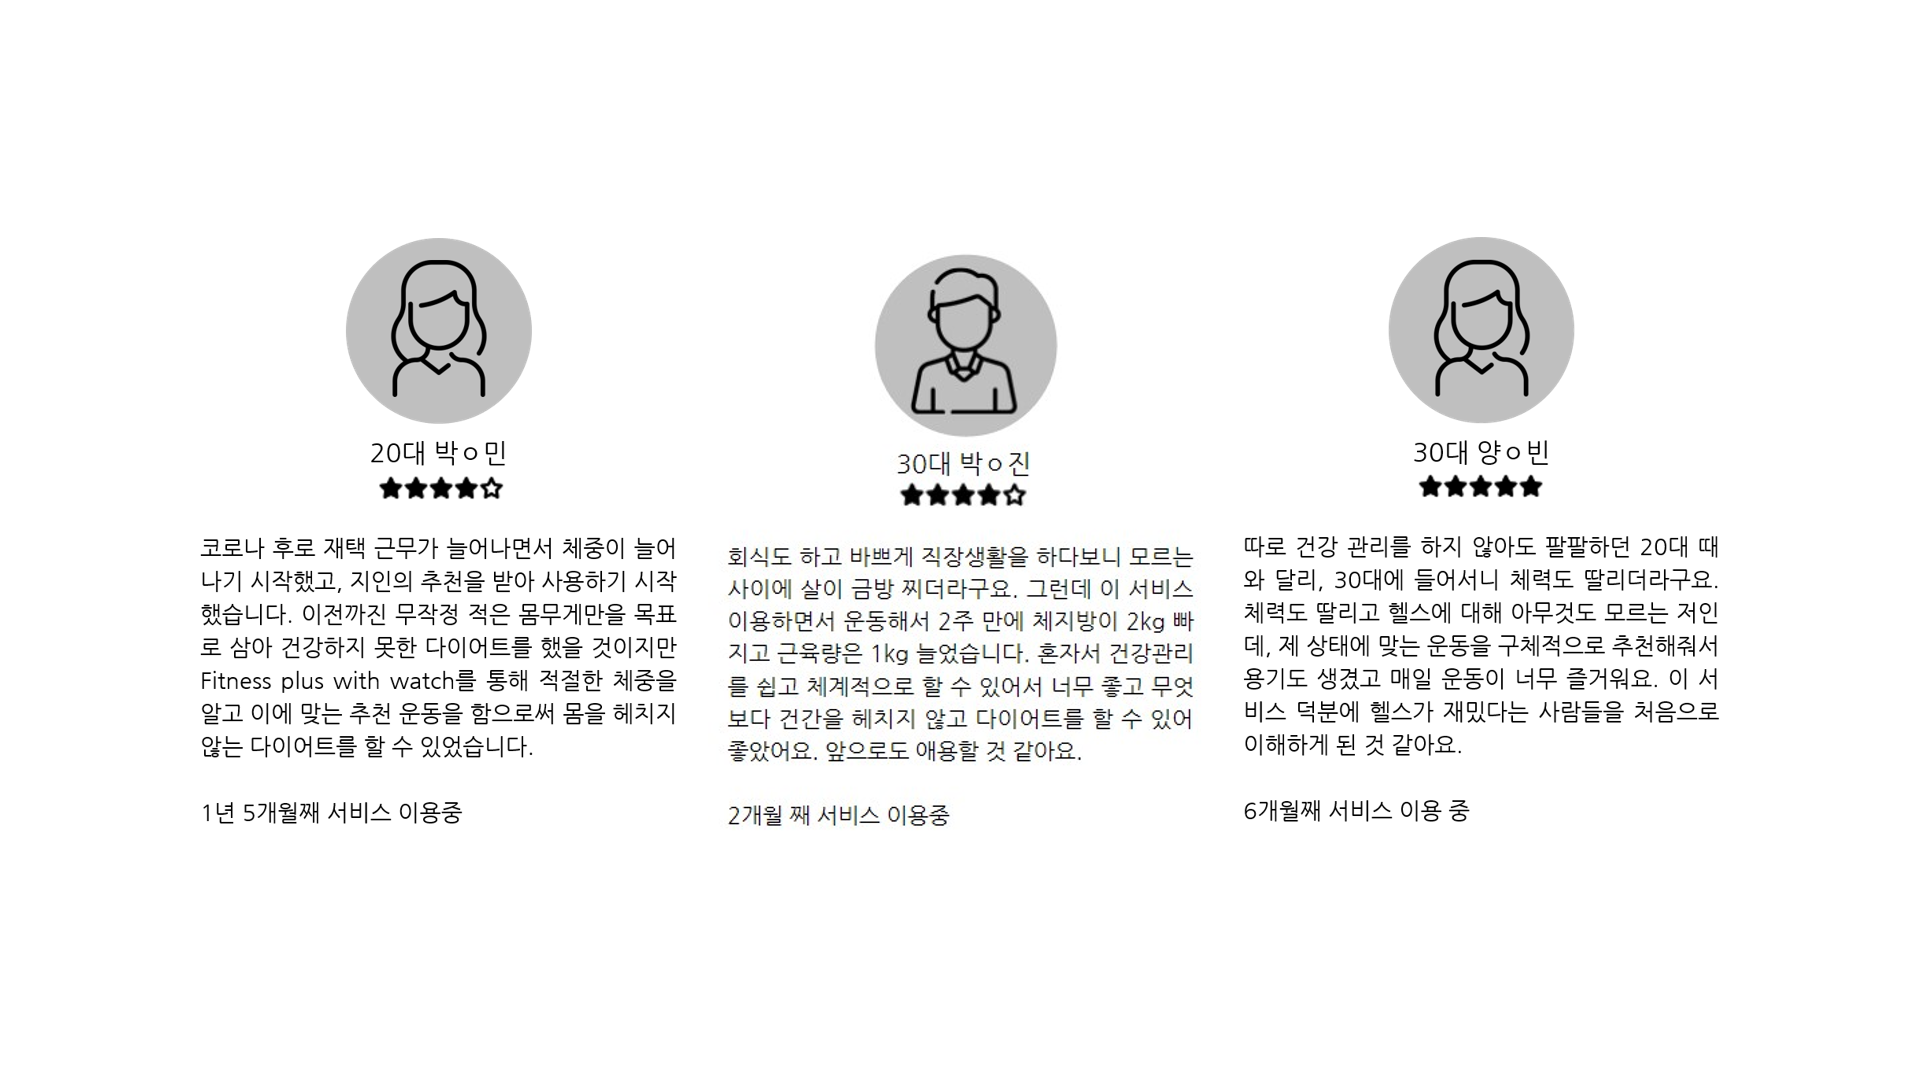 20대 박ㅇ민
★★★★☆
코로나 후로 재택 근무가 늘어나면서 체중이 늘어
나기 시작했고, 지인의 추천을 받아 사용하기 시작
했습니다. 이전까진 무작정 적은 몸무게만을 목표
로 삼아 건강하지 못한 다이어트를 했을 것이지만
Fitness plus with watch를 통해 적절한 체중을
알고 이에 맞는 추천 운동을 함으로써 몸을 헤치지
않는 다이어트를 할 수 있었습니다.
1년 5개월째 서비스 이용중
30대 박ㅇ진
★★★★☆
회식도 하고 바쁘게 직장생활을 하다보니 모르는
사이에 살이 금방 찌더라구요. 그런데 이 서비스
이용하면서 운동해서 2주 만에 체지방이 2kg 빠
지고 근육량은 1kg 늘었습니다. 혼자서 건강관리
를 쉽고 체계적으로 할 수 있어서 너무 좋고 무엇
보다 건간을 헤치지 않고 다이어트를 할 수 있어
좋았어요. 앞으로도 애용할 것 같아요.
2개월 째 서비스 이용중
30대 양ㅇ빈
★★★★★
따로 건강 관리를 하지 않아도 팔팔하던 20대 때
와 달리, 30대에 들어서니 체력도 딸리더라구요.
체력도 딸리고 헬스에 대해 아무것도 모르는 저인
데, 제 상태에 맞는 운동을 구체적으로 추천해줘서
용기도 생겼고 매일 운동이 너무 즐거워요. 이 서
비스 덕분에 헬스가 재밌다는 사람들을 처음으로
이해하게 된 것 같아요.
6개월째 서비스 이용 중